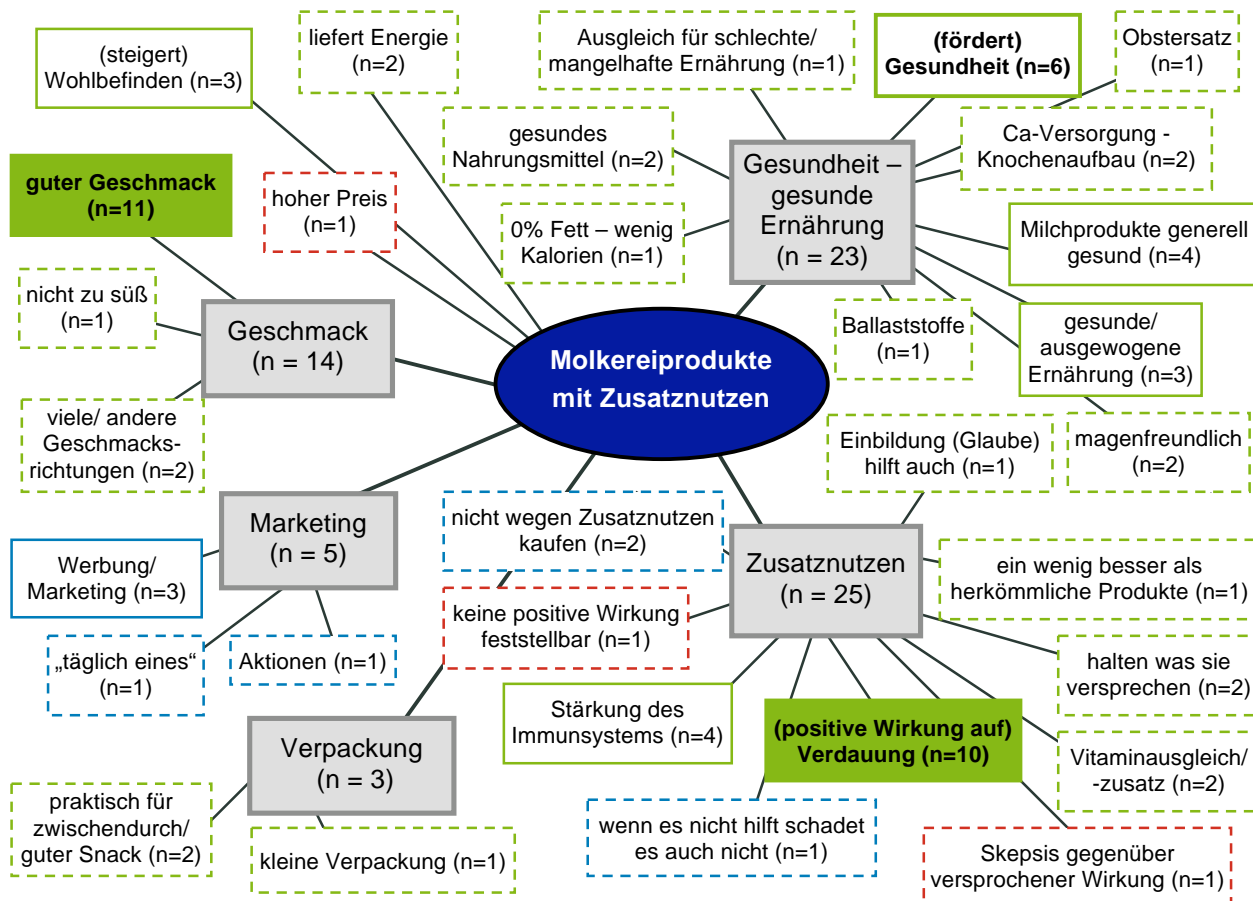 liefert Energie
(n=2)
(steigert)
Wohlbefinden (n=3)
Ausgleich für schlechte/
mangelhafte Ernährung (n=1)
(fördert)
Gesundheit (n=6)
Obstersatz
(n=1)
gesundes
Nahrungsmittel (n=2)
Gesundheit –
gesunde
Ernährung
(n = 23)
Ca-Versorgung -
Knochenaufbau (n=2)
guter Geschmack
(n=11)
hoher Preis
(n=1)
0% Fett – wenig
Kalorien (n=1)
Milchprodukte generell
gesund (n=4)
nicht zu süß
(n=1)
Geschmack
(n = 14)
Molkereiprodukte
mit Zusatznutzen
Ballaststoffe
(n=1)
gesunde/
ausgewogene
Ernährung (n=3)
viele/ andere
Geschmacks-
richtungen (n=2)
Einbildung (Glaube)
hilft auch (n=1)
magenfreundlich
(n=2)
Marketing
(n = 5)
nicht wegen Zusatznutzen
kaufen (n=2)
Zusatznutzen
(n = 25)
Werbung/
Marketing (n=3)
ein wenig besser als
herkömmliche Produkte (n=1)
keine positive Wirkung
feststellbar (n=1)
„täglich eines“
(n=1)
Aktionen (n=1)
halten was sie
versprechen (n=2)
Stärkung des
Immunsystems (n=4)
(positive Wirkung auf)
Verdauung (n=10)
Verpackung
(n = 3)
Vitaminausgleich/
-zusatz (n=2)
praktisch für
zwischendurch/
guter Snack (n=2)
kleine Verpackung (n=1)
wenn es nicht hilft schadet
es auch nicht (n=1)
Skepsis gegenüber
versprochener Wirkung (n=1)